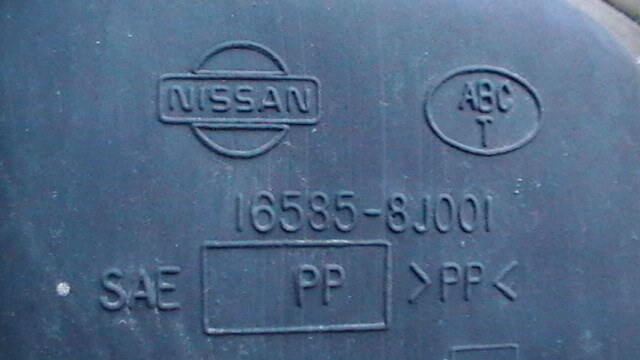 NISSAN
ABC
T
16585-8J001
SAE PP >PP<